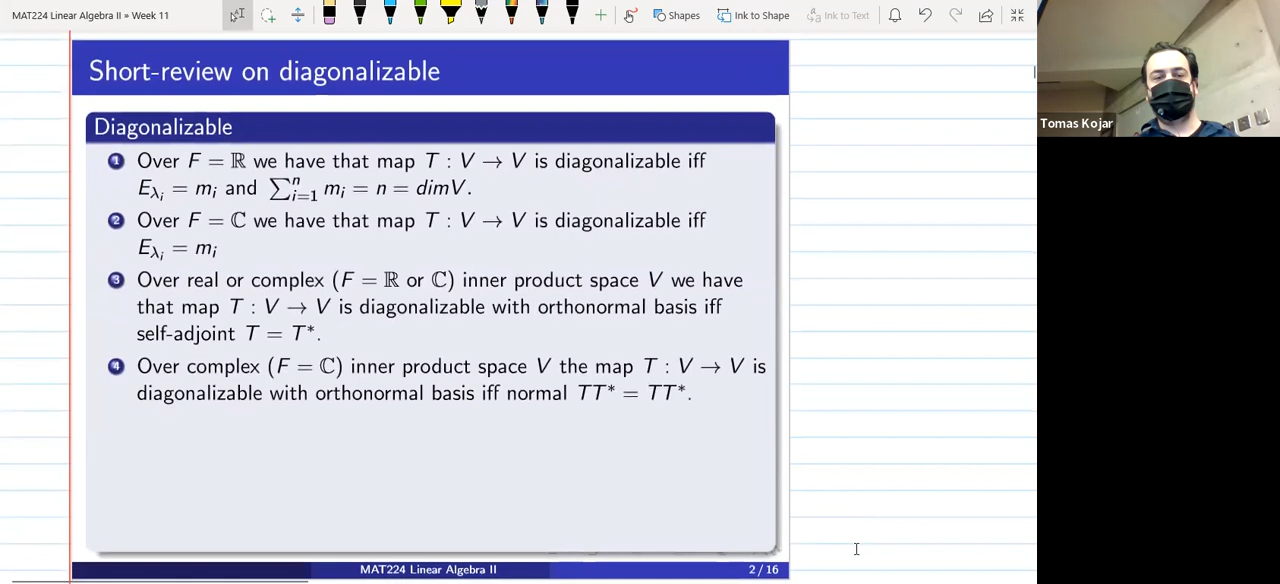 MAT224 Linear Algebra II » Week 11
Shapes
Ink to Shape
Ink to Text
Short-review on diagonalizable
Diagonalizable
1 Over F = ℝ we have that map T : V → V is diagonalizable iff
E_{λ_i} = m_i and ∑_{i=1}^{n} m_i = n = dimV.
2 Over F = ℂ we have that map T : V → V is diagonalizable iff
E_{λ_i} = m_i
3 Over real or complex (F = ℝ or ℂ) inner product space V we have
that map T : V → V is diagonalizable with orthonormal basis iff
self-adjoint T = T*.
4 Over complex (F = ℂ) inner product space V the map T : V → V is
diagonalizable with orthonormal basis iff normal TT* = TT*.
MAT224 Linear Algebra II
2 / 16
Tomas Kojar